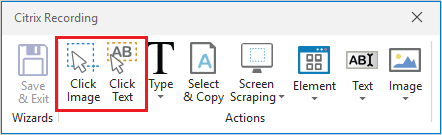 Citrix Recording
Save
& Exit
Click
Image
AB
Click
Text
T
Type
A
Select
& Copy
Screen
Scraping
Element
AB
Text
Image
Wizards
Actions